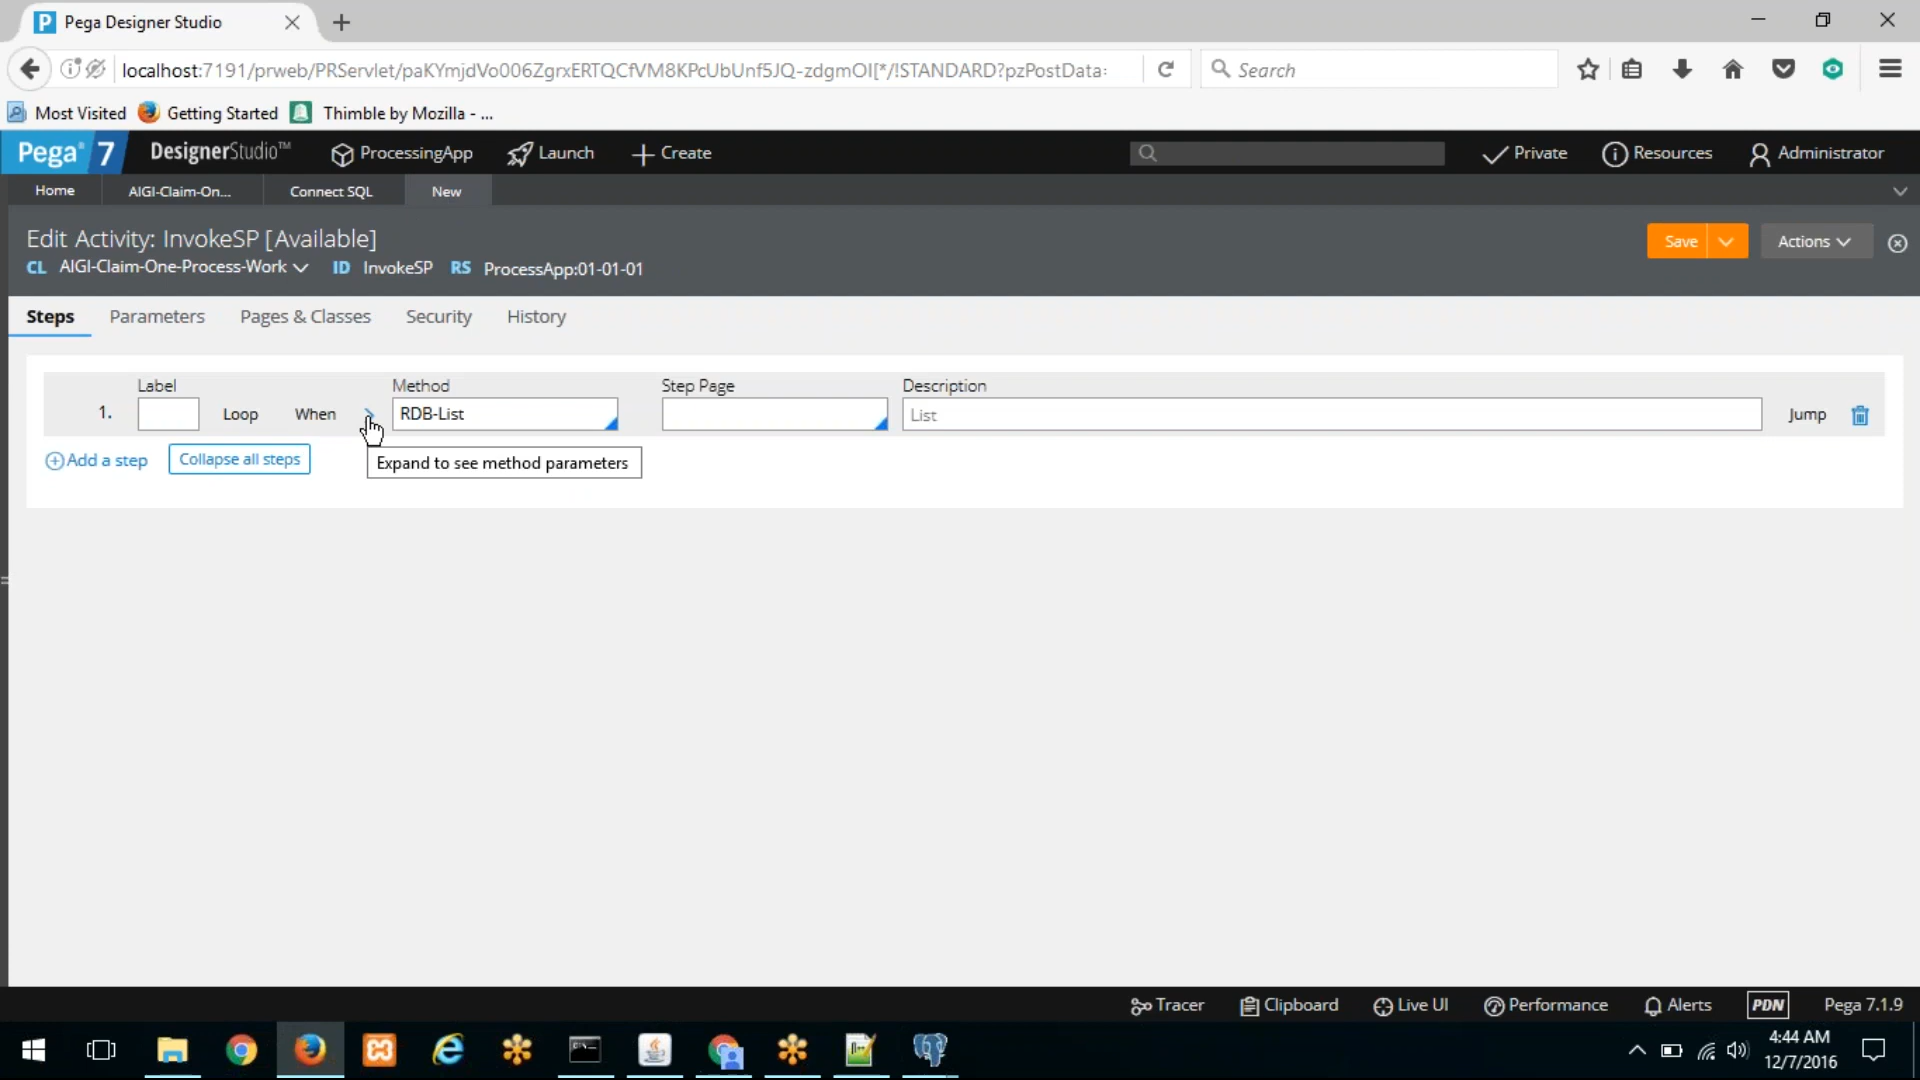 Pega Designer Studio
localhost:7191/prweb/PRServlet/paKYmjdVo006ZgrxERTQCfVM8KPcUbUnf5JQ-zdgmOI[*/!STANDARD?pzPostData:
Search
Most Visited
Getting Started
Thimble by Mozilla - ...
Pega® 7
DesignerStudio™
ProcessingApp
Launch
Create
Private
Resources
Administrator
Home
AIGI-Claim-On...
Connect SQL
New
Edit Activity: InvokeSP [Available]
CL AIGI-Claim-One-Process-Work ID InvokeSP RS ProcessApp:01-01-01
Save
Actions
Steps
Parameters
Pages & Classes
Security
History
Label
Method
Step Page
Description
1.
Loop
When
RDB-List
List
Jump
Add a step
Collapse all steps
Expand to see method parameters
Tracer
Clipboard
Live UI
Performance
Alerts
PDN
Pega 7.1.9
4:44 AM
12/7/2016